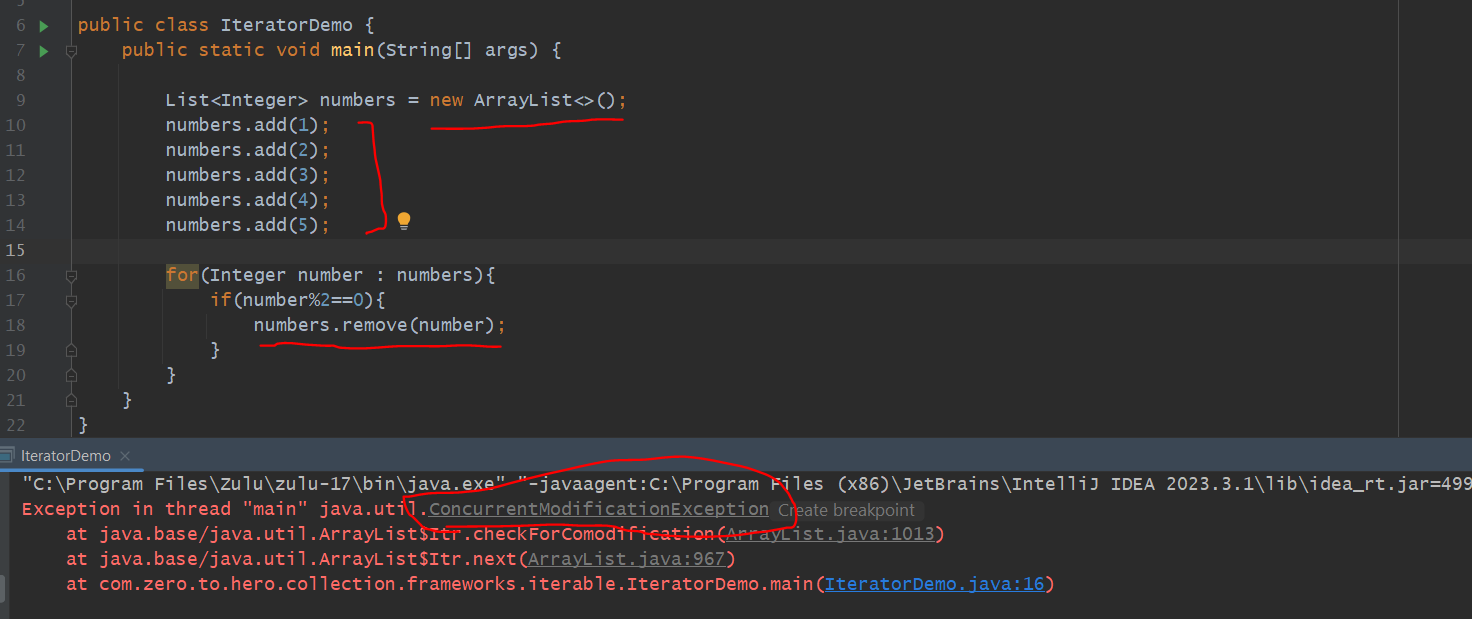 6 public class IteratorDemo {
7 public static void main(String[] args) {
8
9 List<Integer> numbers = new ArrayList<>();
10 numbers.add(1);
11 numbers.add(2);
12 numbers.add(3);
13 numbers.add(4);
14 numbers.add(5);
15
16 for(Integer number : numbers){
17 if(number%2==0){
18 numbers.remove(number);
19 }
20 }
21 }
22 }
IteratorDemo ×
"C:\Program Files\Zulu\zulu-17\bin\java.exe" "-javaagent:C:\Program Files (x86)\JetBrains\IntelliJ IDEA 2023.3.1\lib\idea_rt.jar=499
Exception in thread "main" java.util.ConcurrentModificationException Create breakpoint
at java.base/java.util.ArrayList$Itr.checkForComodification(ArrayList.java:1013)
at java.base/java.util.ArrayList$Itr.next(ArrayList.java:967)
at com.zero.to.hero.collection.frameworks.iterable.IteratorDemo.main(IteratorDemo.java:16)